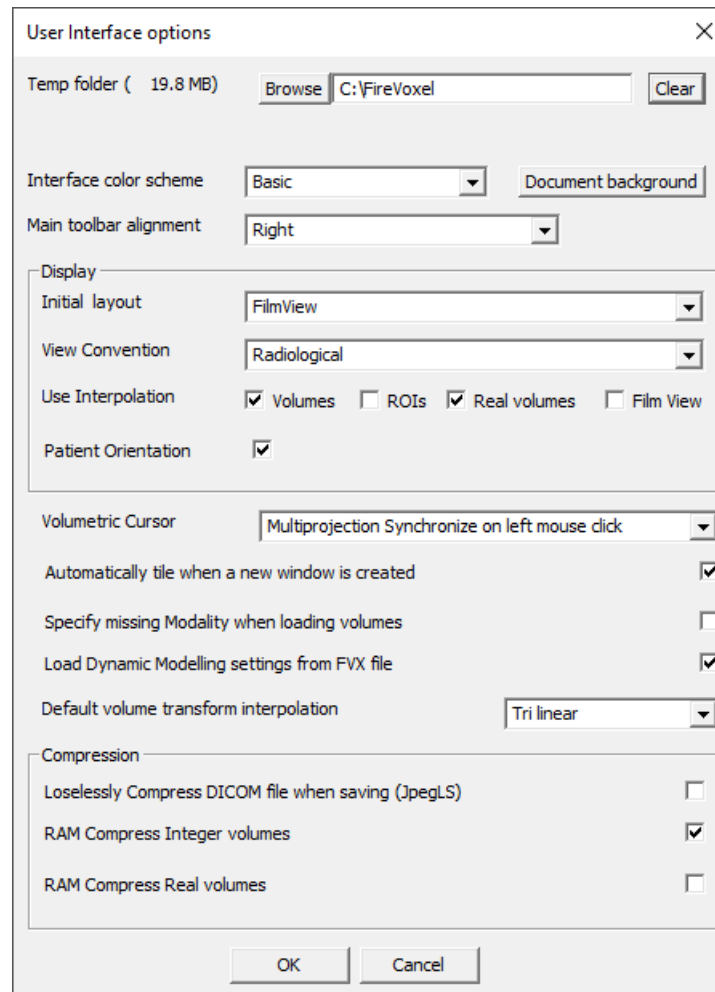 User Interface options
Temp folder (   19.8 MB) Browse C:\FireVoxel Clear
Interface color scheme Basic Document background
Main toolbar alignment Right
Display
Initial layout FilmView
View Convention Radiological
Use Interpolation Volumes ROIs Real volumes Film View
Patient Orientation
Volumetric Cursor Multiprojection Synchronize on left mouse click
Automatically tile when a new window is created
Specify missing Modality when loading volumes
Load Dynamic Modelling settings from FVX file
Default volume transform interpolation Tri linear
Compression
Loselessly Compress DICOM file when saving (JpegLS)
RAM Compress Integer volumes
RAM Compress Real volumes
OK Cancel